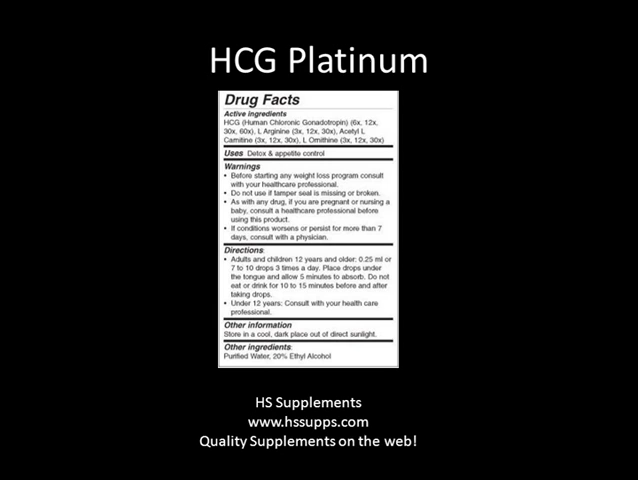 HCG Platinum
Drug Facts
Active ingredients
HCG (Human Chloronic Gonadotropin) (6x, 12x,
30x, 60x), L Arginine (3x, 12x, 30x), Acetyl L
Carnitine (3x, 12x, 30x), L Ornithine (3x, 12x, 30x)
Uses Detox & appetite control
Warnings
• Before starting any weight loss program consult
with your healthcare professional.
• Do not use if tamper seal is missing or broken.
• As with any drug, if you are pregnant or nursing a
baby, consult a healthcare professional before
using this product.
• If conditions worsens or persist for more than 7
days, consult with a physician.
Directions:
• Adults and children 12 years and older: 0.25 ml or
7 to 10 drops 3 times a day. Place drops under
the tongue and allow 5 minutes to absorb. Do not
eat or drink for 10 to 15 minutes before and after
taking drops.
• Under 12 years: Consult with your health care
professional.
Other information
Store in a cool, dark place out of direct sunlight.
Other ingredients:
Purified Water, 20% Ethyl Alcohol
HS Supplements
www.hssupps.com
Quality Supplements on the web!